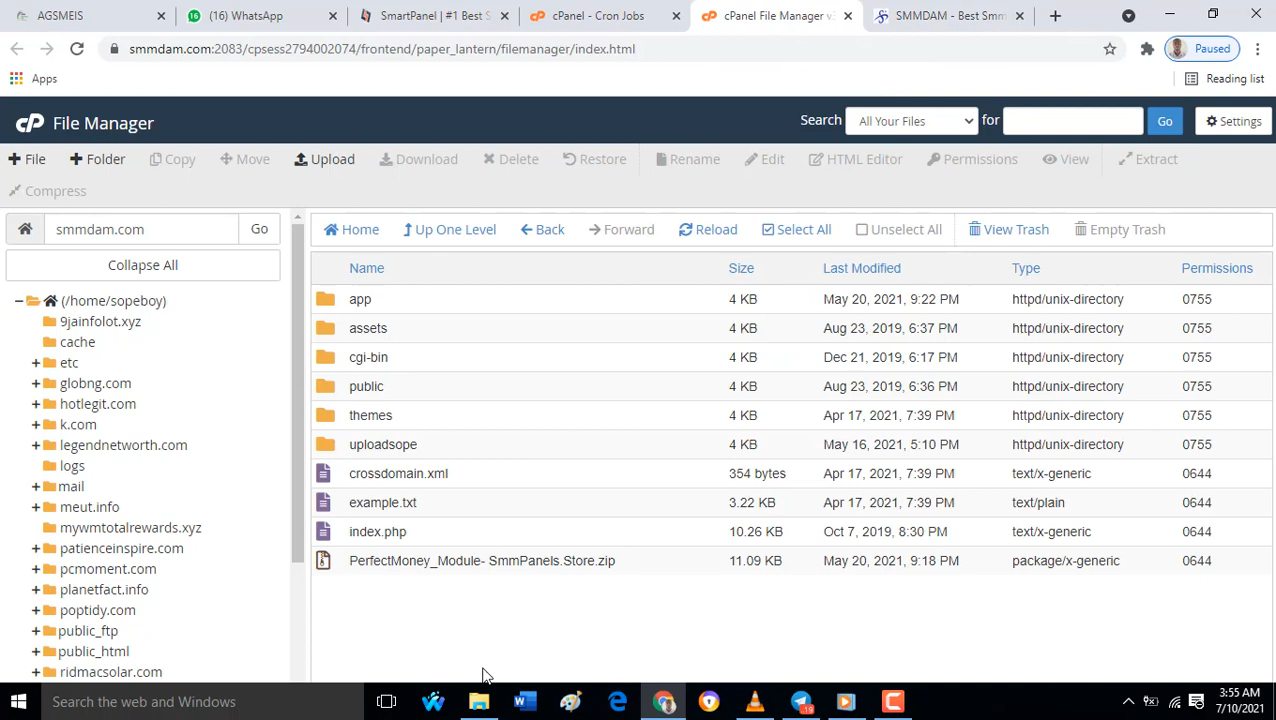 AGSMEIS
(16) WhatsApp
SmartPanel | #1 Best S
cPanel - Cron Jobs
cPanel File Manager v
SMMDAM - Best Smm
smmdam.com:2083/cpsess2794002074/frontend/paper_lantern/filemanager/index.html
Paused
Apps
Reading list
cP File Manager
Search All Your Files for Go Settings
+ File + Folder Copy Move Upload Download Delete Restore Rename Edit HTML Editor Permissions View Extract
Compress
smmdam.com Go
Home Up One Level Back Forward Reload Select All Unselect All View Trash Empty Trash
Collapse All
Name Size Last Modified Type Permissions
(/home/sopeboy)
9jainfolot.xyz
cache
etc
globng.com
hotlegit.com
k.com
legendnetworth.com
logs
mail
meut.info
mywmtotalrewards.xyz
patienceinspire.com
pcmoment.com
planetfact.info
poptidy.com
public_ftp
public_html
ridmacsolar.com
app 4 KB May 20, 2021, 9:22 PM httpd/unix-directory 0755
assets 4 KB Aug 23, 2019, 6:37 PM httpd/unix-directory 0755
cgi-bin 4 KB Dec 21, 2019, 6:17 PM httpd/unix-directory 0755
public 4 KB Aug 23, 2019, 6:36 PM httpd/unix-directory 0755
themes 4 KB Apr 17, 2021, 7:39 PM httpd/unix-directory 0755
uploadsope 4 KB May 16, 2021, 5:10 PM httpd/unix-directory 0755
crossdomain.xml 354 bytes Apr 17, 2021, 7:39 PM text/x-generic 0644
example.txt 3.22 KB Apr 17, 2021, 7:39 PM text/plain 0644
index.php 10.26 KB Oct 7, 2019, 8:30 PM text/x-generic 0644
PerfectMoney_Module- SmmPanels.Store.zip 11.09 KB May 20, 2021, 9:18 PM package/x-generic 0644
Search the web and Windows
19
3:55 AM
7/10/2021